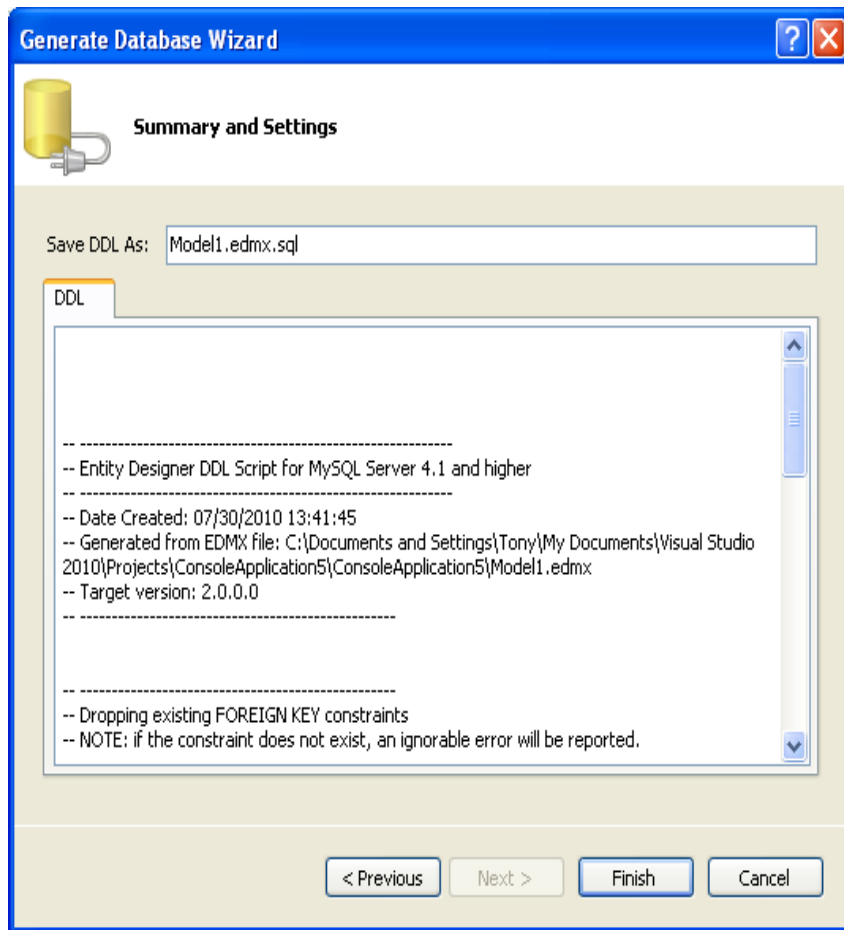 Generate Database Wizard
Summary and Settings
Save DDL As: Model1.edmx.sql
DDL
-- -----------------------------------------------------------
-- Entity Designer DDL Script for MySQL Server 4.1 and higher
-- -----------------------------------------------------------
-- Date Created: 07/30/2010 13:41:45
-- Generated from EDMX file: C:\Documents and Settings\Tony\My Documents\Visual Studio
2010\Projects\ConsoleApplication5\ConsoleApplication5\Model1.edmx
-- Target version: 2.0.0.0
-- --------------------------------------------------
-- --------------------------------------------------
-- Dropping existing FOREIGN KEY constraints
-- NOTE: if the constraint does not exist, an ignorable error will be reported.
< Previous Next > Finish Cancel